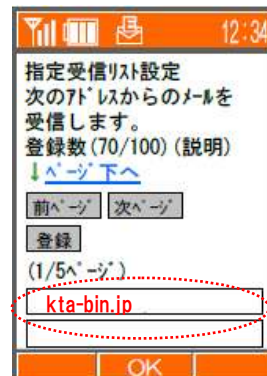 12:34
指定受信ﾘｽﾄ設定
次のｱﾄﾞﾚｽからのﾒｰﾙを
受信します。
登録数(70/100)(説明)
↓ﾍﾟｰｼﾞ下へ
前ﾍﾟｰｼﾞ 次ﾍﾟｰｼﾞ
登録
(1/5ﾍﾟｰｼﾞ)
kta-bin.jp
OK